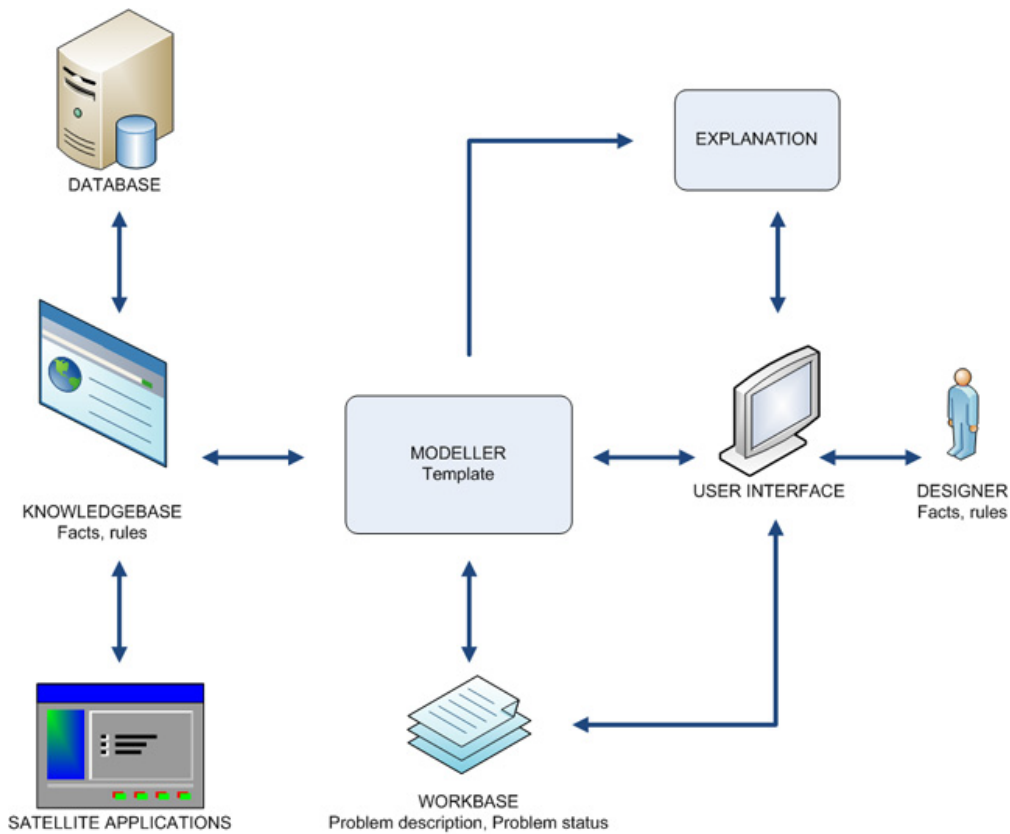 DATABASE
EXPLANATION
MODELLER
Template
USER INTERFACE
DESIGNER
Facts, rules
KNOWLEDGEBASE
Facts, rules
SATELLITE APPLICATIONS
WORKBASE
Problem description, Problem status